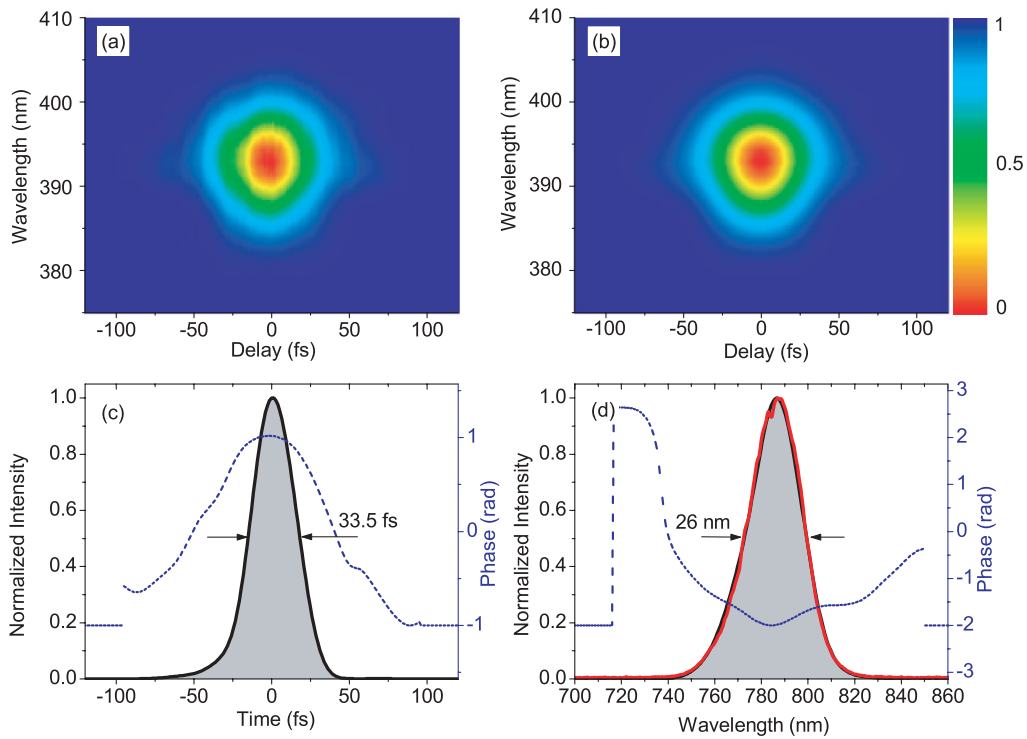 (a)
410
400
390
380
Wavelength (nm)
-100 -50 0 50 100
Delay (fs)
(b)
410
400
390
380
Wavelength (nm)
-100 -50 0 50 100
Delay (fs)
1
0.5
0
(c)
1.0
0.8
0.6
0.4
0.2
0.0
Normalized Intensity
33.5 fs
1
0
-1
Phase (rad)
-100 -50 0 50 100
Time (fs)
(d)
1.0
0.8
0.6
0.4
0.2
0.0
Normalized Intensity
26 nm
3
2
1
0
-1
-2
-3
Phase (rad)
700 720 740 760 780 800 820 840 860
Wavelength (nm)